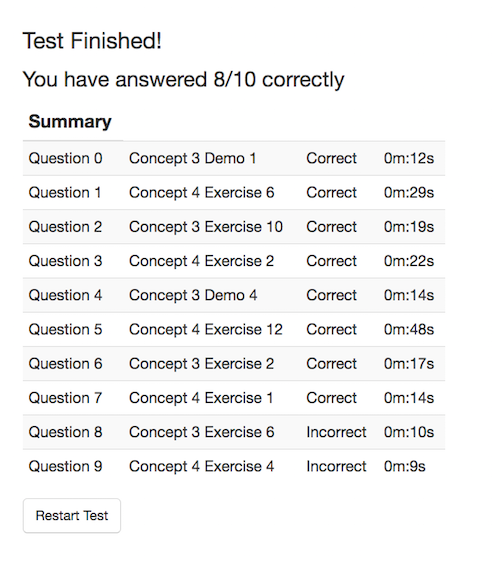 Test Finished!
You have answered 8/10 correctly
Summary
Question 0 Concept 3 Demo 1 Correct 0m:12s
Question 1 Concept 4 Exercise 6 Correct 0m:29s
Question 2 Concept 3 Exercise 10 Correct 0m:19s
Question 3 Concept 4 Exercise 2 Correct 0m:22s
Question 4 Concept 3 Demo 4 Correct 0m:14s
Question 5 Concept 4 Exercise 12 Correct 0m:48s
Question 6 Concept 3 Exercise 2 Correct 0m:17s
Question 7 Concept 4 Exercise 1 Correct 0m:14s
Question 8 Concept 3 Exercise 6 Incorrect 0m:10s
Question 9 Concept 4 Exercise 4 Incorrect 0m:9s
Restart Test